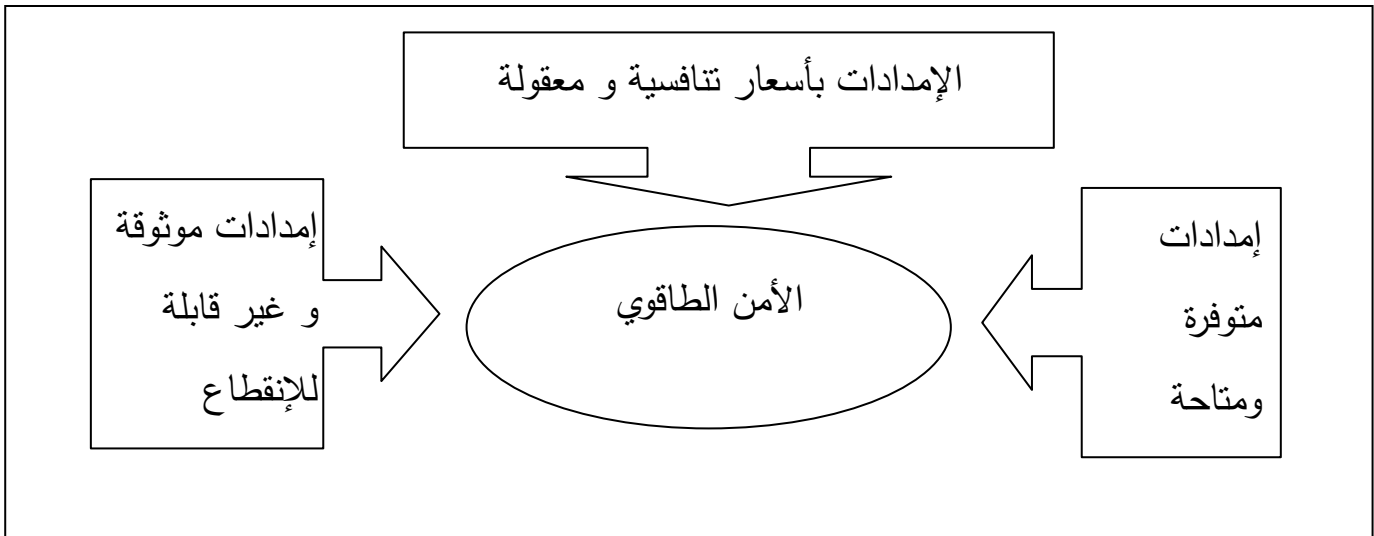 الإمدادات بأسعار تنافسية و معقولة
إمدادات
متوفرة
ومتاحة
الأمن الطاقوي
إمدادات موثوقة
و غير قابلة
للإنقطاع